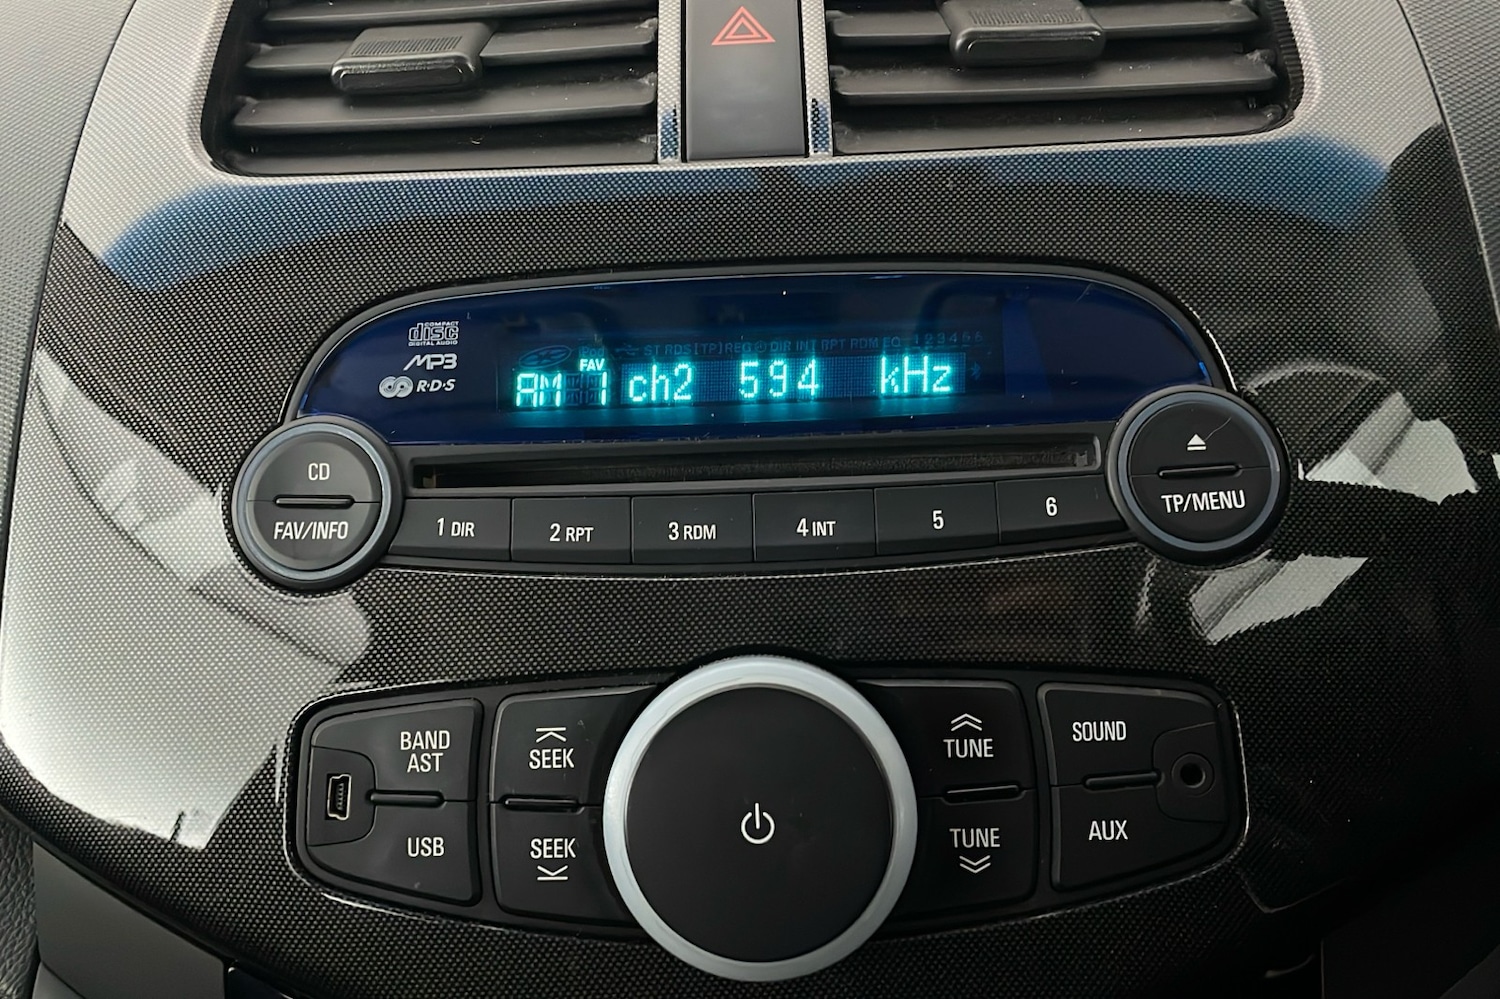 COMPACT
disc
DIGITAL AUDIO
MP3
R·D·S
ST RDS [TP] REG DIR INT RPT RDM EQ 1 2 3 4 5 6
FAV
AM 1 ch2 594 kHz
CD
FAV/INFO
1 DIR
2 RPT
3 RDM
4 INT
5
6
TP/MENU
BAND
AST
USB
SEEK
SEEK
TUNE
TUNE
SOUND
AUX